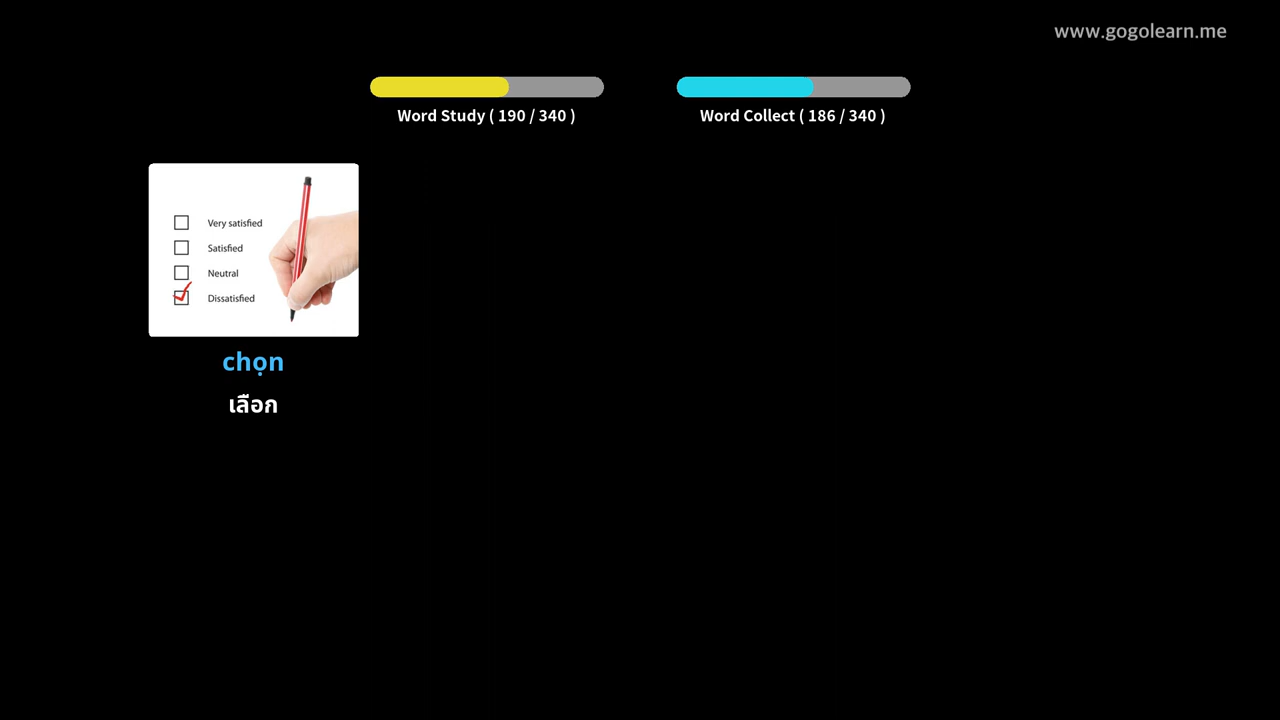 www.gogolearn.me
Word Study ( 190 / 340 )
Word Collect ( 186 / 340 )
Very satisfied
Satisfied
Neutral
Dissatisfied
chọn
เลือก